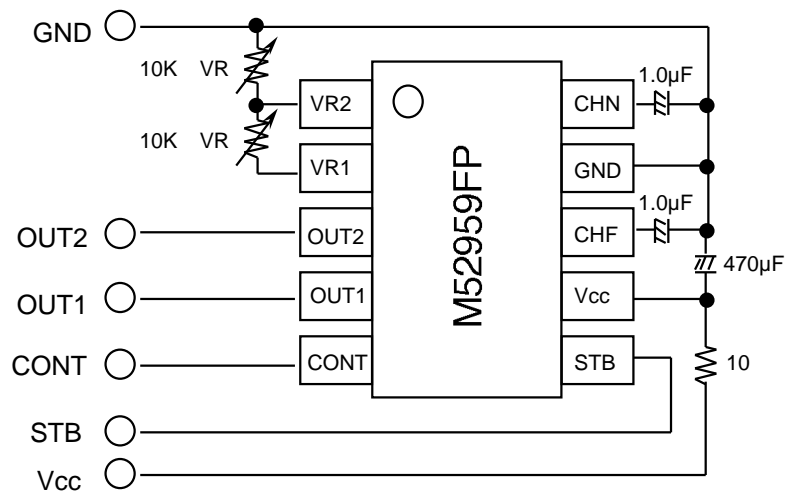 GND
10K VR
10K VR
VR2
VR1
OUT2
OUT1
CONT
M52959FP
CHN
GND
CHF
Vcc
STB
1.0µF
1.0µF
470µF
10
OUT2
OUT1
CONT
STB
Vcc